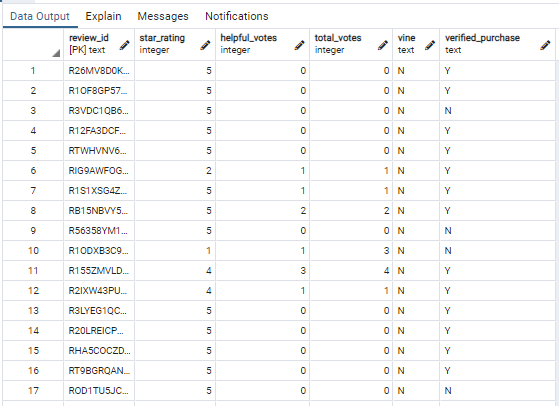 Data Output Explain Messages Notifications
review_id [PK] text star_rating integer helpful_votes integer total_votes integer vine text verified_purchase text
1 R26MV8D0K... 5 0 0 N Y
2 R1OF8GP57... 5 0 0 N Y
3 R3VDC1QB6... 5 0 0 N N
4 R12FA3DCF... 5 0 0 N Y
5 RTWHVNV6... 5 0 0 N Y
6 RIG9AWFOG... 2 1 1 N Y
7 R1S1XSG4Z... 5 1 1 N Y
8 RB15NBVY5... 5 2 2 N Y
9 R56358YM1... 5 0 0 N N
10 R1ODXB3C9... 1 1 3 N N
11 R155ZMVLD... 4 3 4 N Y
12 R2IXW43PU... 4 1 1 N Y
13 R3LYEG1QC... 5 0 0 N Y
14 R20LREICP... 5 0 0 N Y
15 RHA5COCZD... 5 0 0 N Y
16 RT9BGRQAN... 5 0 0 N Y
17 ROD1TU5JC... 5 0 0 N N